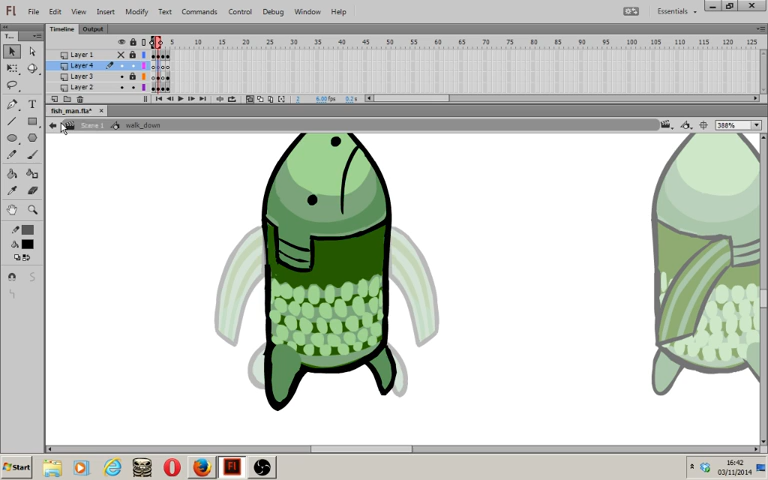 Fl File Edit View Insert Modify Text Commands Control Debug Window Help Essentials
Timeline Output
T...
5 10 15 20 25 30 35 40 45 50 55 60 65 70 75 80 85 90 95 100 105 110 115 120 125
Layer 1
Layer 4
Layer 3
Layer 2
2 6.00 fps 0.2 s
fish_man.fla* ×
Scene 1 walk_down 388%
T
S
Start Fl 16:42
03/11/2014